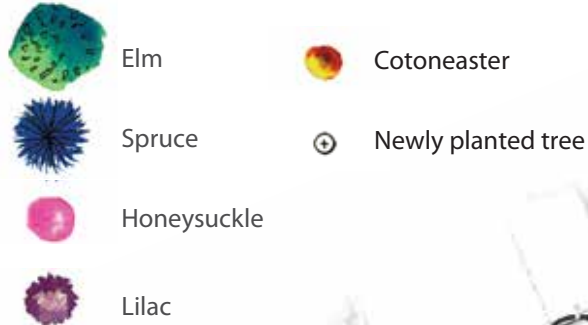 Elm
Spruce
Honeysuckle
Lilac
Cotoneaster
Newly planted tree